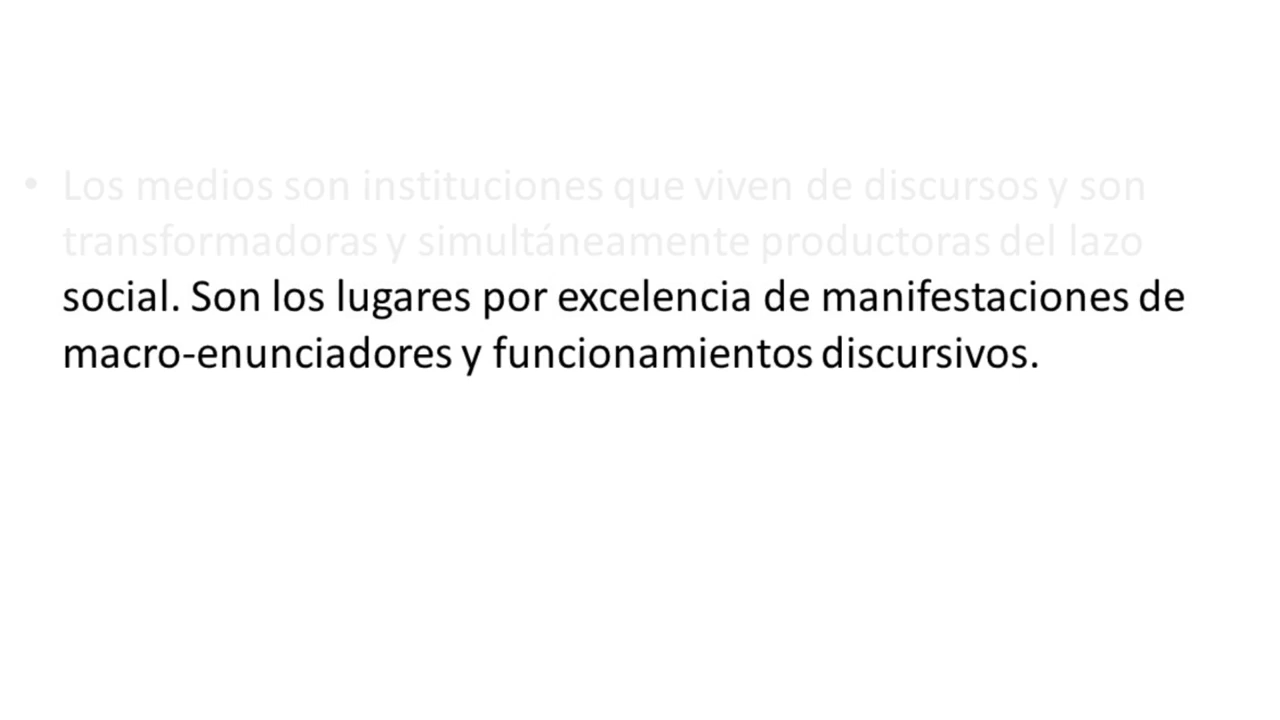 • Los medios son instituciones que viven de discursos y son
transformadoras y simultáneamente productoras del lazo
social. Son los lugares por excelencia de manifestaciones de
macro-enunciadores y funcionamientos discursivos.